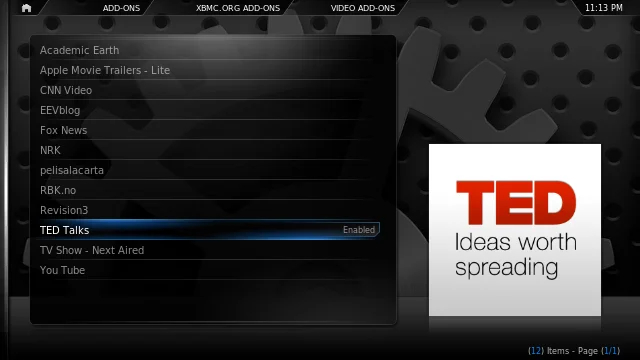 ADD-ONS XBMC.ORG ADD-ONS VIDEO ADD-ONS 11:13 PM
Academic Earth
Apple Movie Trailers - Lite
CNN Video
EEVblog
Fox News
NRK
pelisalacarta
RBK.no
Revision3
TED Talks Enabled
TV Show - Next Aired
You Tube
TED
Ideas worth
spreading
(12) Items - Page (1/1)